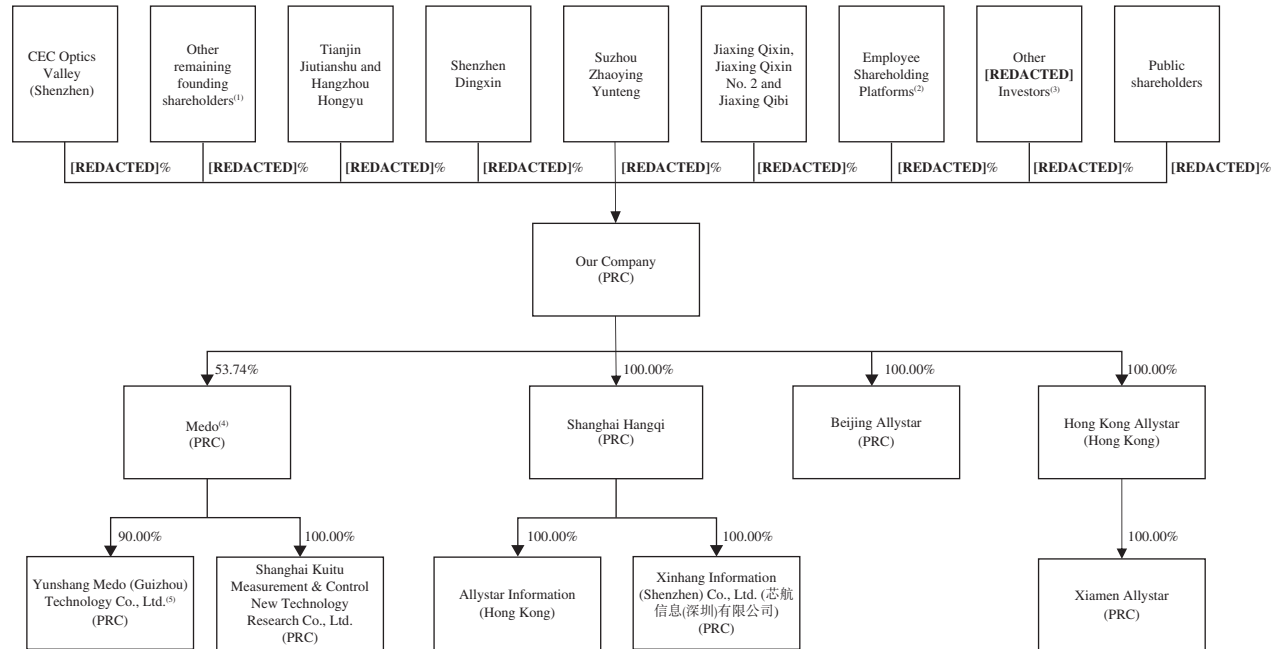 CEC Optics
Valley
(Shenzhen)
Other
remaining
founding
shareholders(1)
Tianjin
Jiutianshu and
Hangzhou
Hongyu
Shenzhen
Dingxin
Suzhou
Zhaoying
Yunteng
Jiaxing Qixin,
Jiaxing Qixin
No. 2 and
Jiaxing Qibi
Employee
Shareholding
Platforms(2)
Other
[REDACTED]
Investors(3)
Public
shareholders
[REDACTED]%
[REDACTED]%
[REDACTED]%
[REDACTED]%
[REDACTED]%
[REDACTED]%
[REDACTED]%
[REDACTED]%
[REDACTED]%
Our Company
(PRC)
53.74%
100.00%
100.00%
100.00%
Medo(4)
(PRC)
Shanghai Hangqi
(PRC)
Beijing Allystar
(PRC)
Hong Kong Allystar
(Hong Kong)
90.00%
100.00%
100.00%
100.00%
100.00%
Yunshang Medo (Guizhou)
Technology Co., Ltd.(5)
(PRC)
Shanghai Kuitu
Measurement & Control
New Technology
Research Co., Ltd.
(PRC)
Allystar Information
(Hong Kong)
Xinhang Information
(Shenzhen) Co., Ltd. (芯航
信息(深圳)有限公司)
(PRC)
Xiamen Allystar
(PRC)